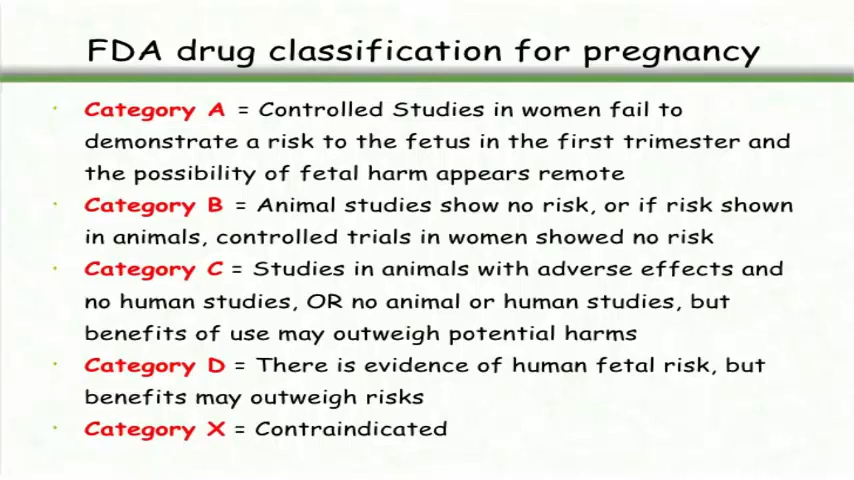 FDA drug classification for pregnancy
• Category A = Controlled Studies in women fail to
demonstrate a risk to the fetus in the first trimester and
the possibility of fetal harm appears remote
• Category B = Animal studies show no risk, or if risk shown
in animals, controlled trials in women showed no risk
• Category C = Studies in animals with adverse effects and
no human studies, OR no animal or human studies, but
benefits of use may outweigh potential harms
• Category D = There is evidence of human fetal risk, but
benefits may outweigh risks
• Category X = Contraindicated